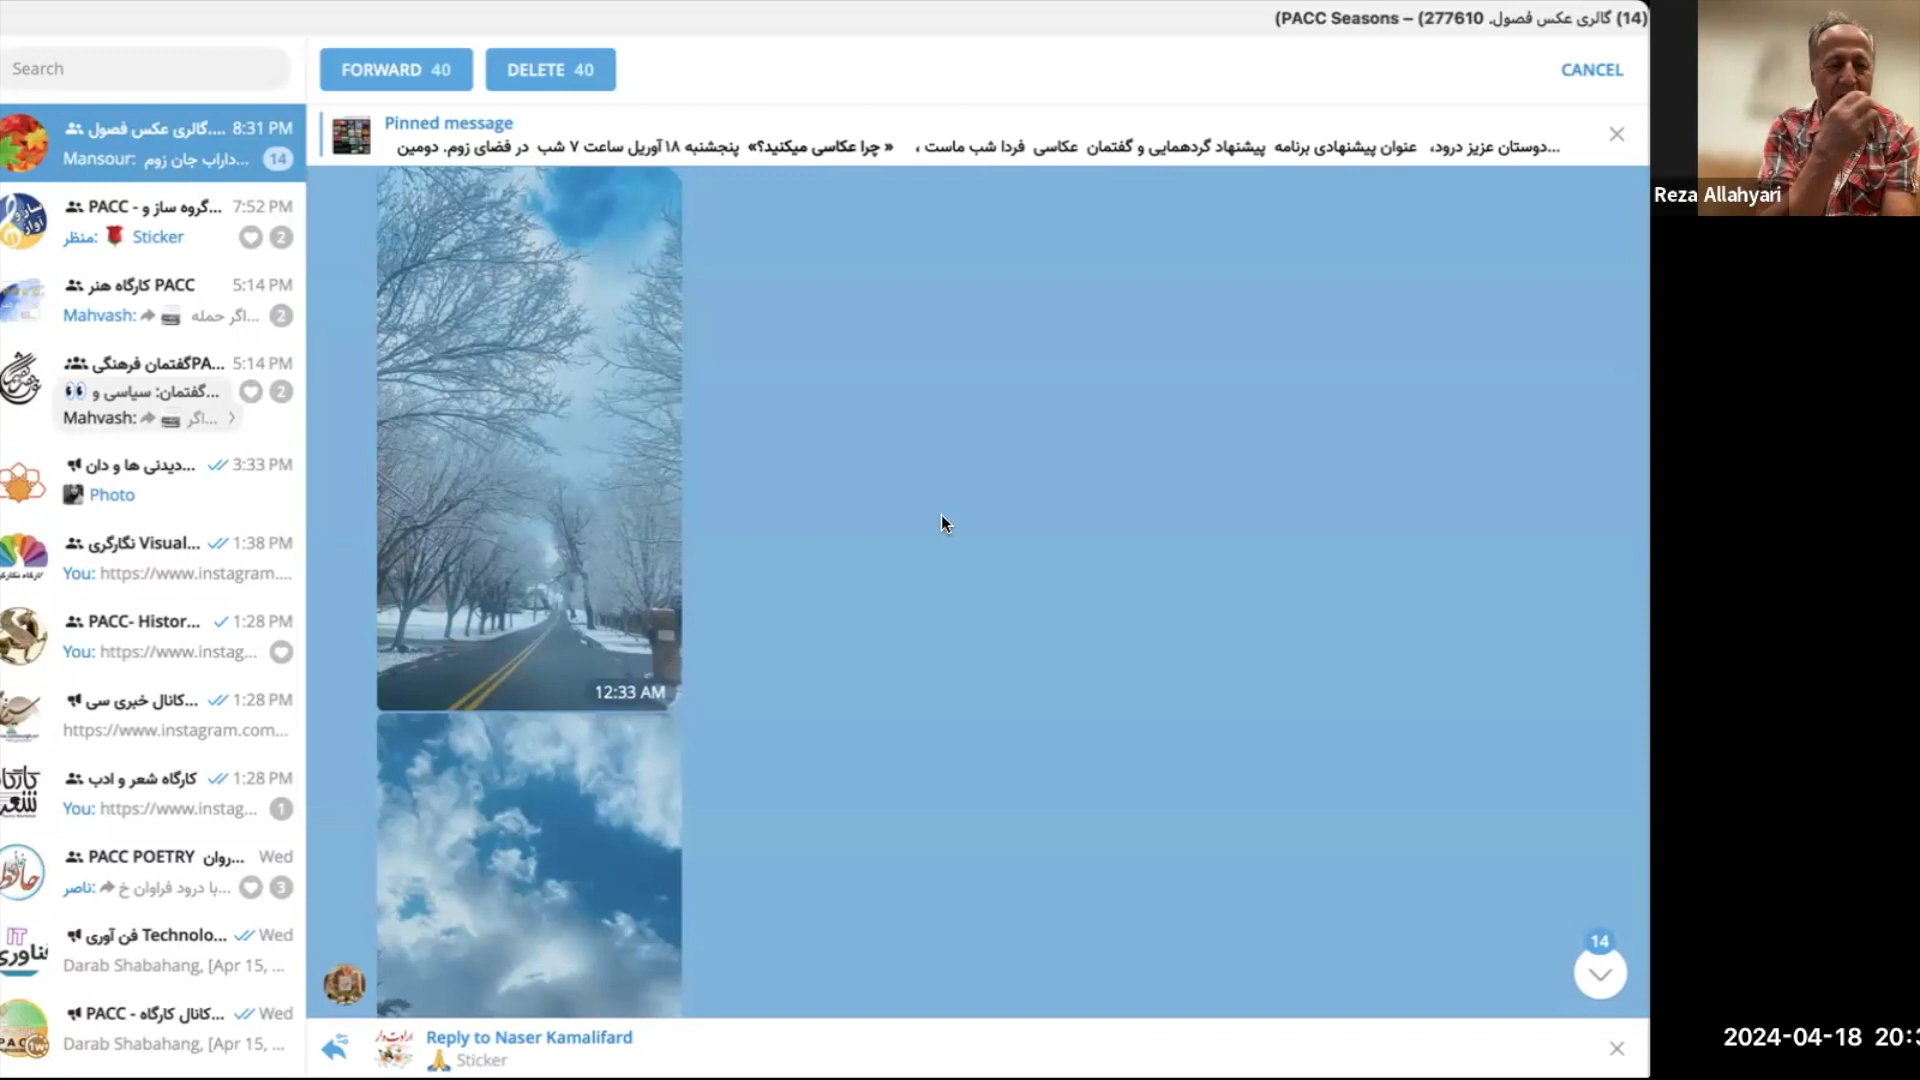 (14) گالری عکس فصول. PACC Seasons – (277610)
Search
FORWARD 40 DELETE 40 CANCEL
Pinned message
دوستان عزیز درود، عنوان پیشنهادی برنامه پیشنهاد گردهمایی و گفتمان عکاسی فردا شب ماست ، « چرا عکاسی میکنید؟» پنجشنبه ۱۸ آوریل ساعت ۷ شب در فضای زوم. دومین...
گالری عکس فصول.... 8:31 PM
Mansour: داراب جان زوم... 14
PACC - گروه ساز و... 7:52 PM
منظر: Sticker 2
کارگاه هنر PACC 5:14 PM
Mahvash: اگر حمله... 2
گفتمان فرهنگیPA... 5:14 PM
گفتمان: سیاسی و... 2
Mahvash: اگر...
دیدنی ها و دان... 3:33 PM
Photo
نگارگری Visual... 1:38 PM
You: https://www.instagram....
PACC- Histor... 1:28 PM
You: https://www.instag...
کانال خبری سی... 1:28 PM
https://www.instagram.com...
کارگاه شعر و ادب 1:28 PM
You: https://www.instag... 1
PACC POETRY روان... Wed
ناصر: با درود فراوان خ... 3
فن آوری Technolo... Wed
Darab Shabahang, [Apr 15, ...
PACC - کانال کارگاه... Wed
Darab Shabahang, [Apr 15, ...
12:33 AM
14
Reply to Naser Kamalifard
Sticker
Reza Allahyari
2024-04-18 20:3